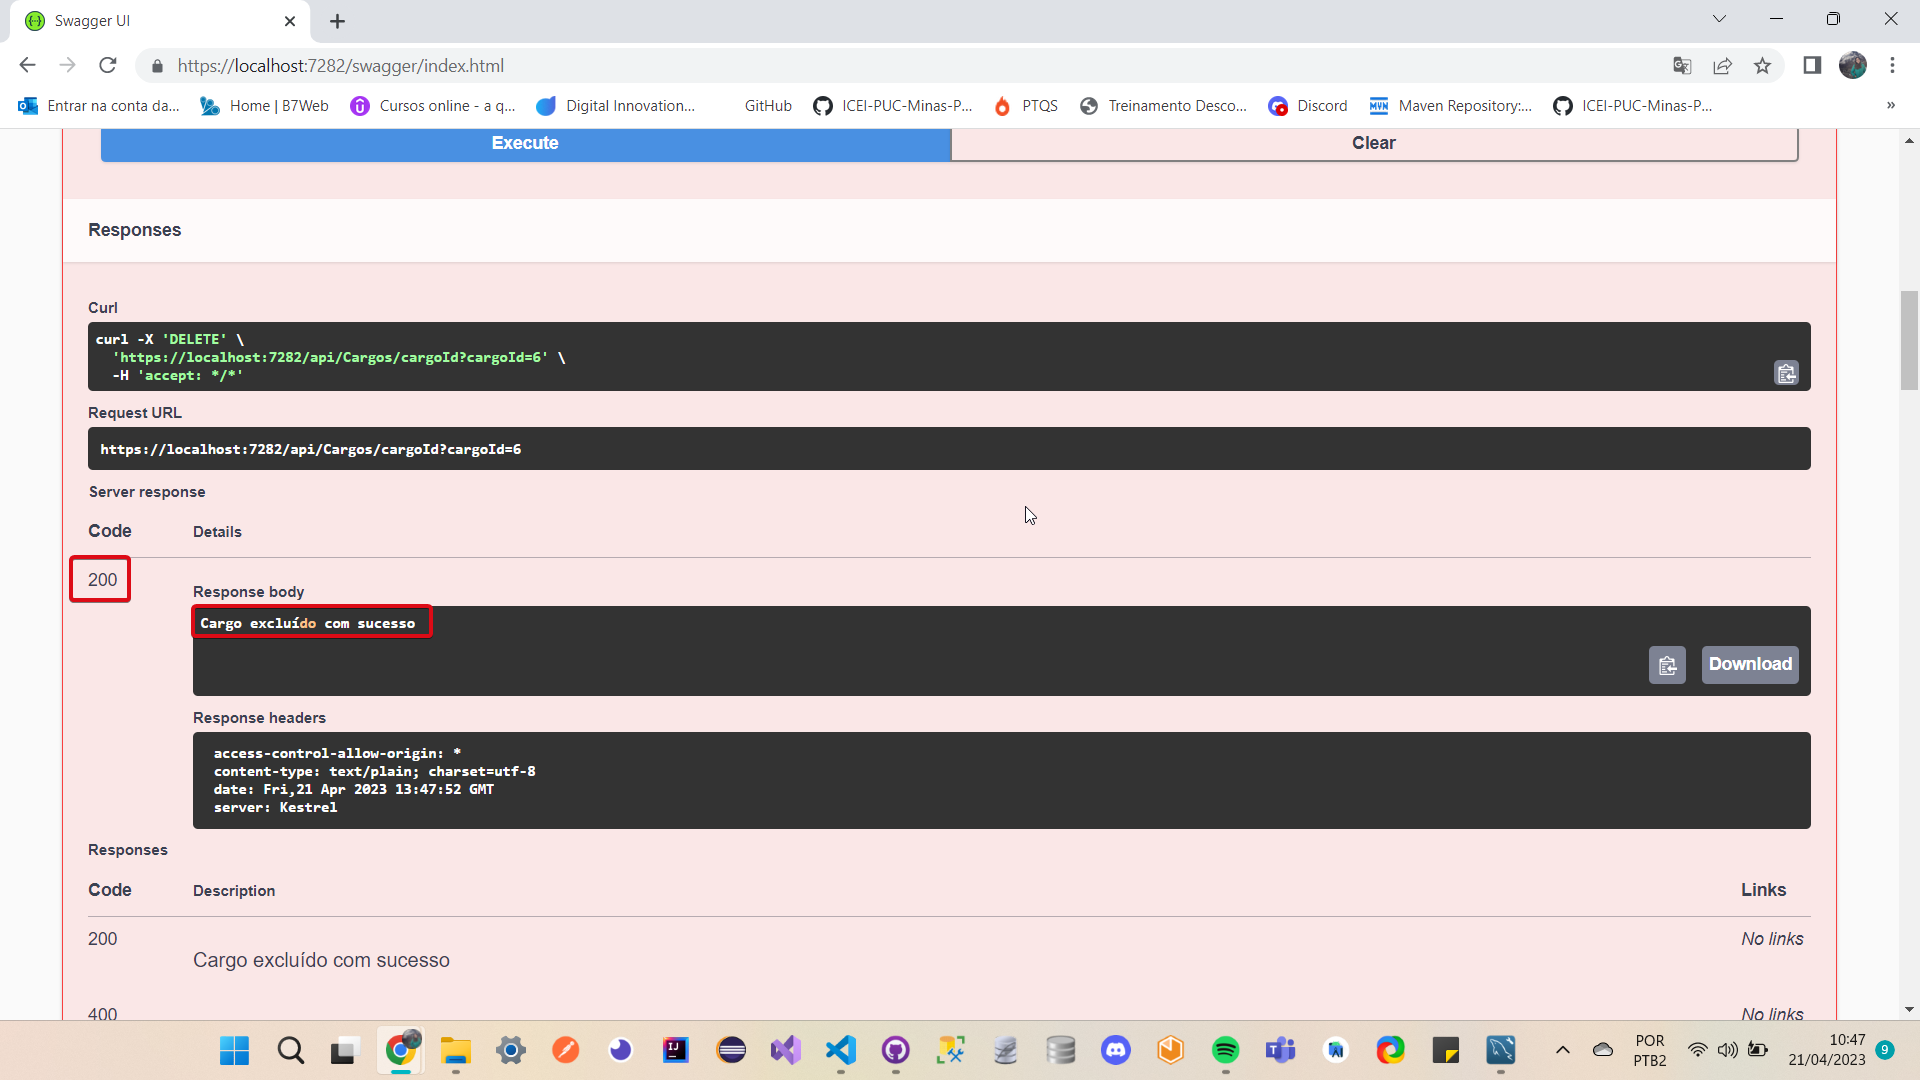 Swagger UI
https://localhost:7282/swagger/index.html
Entrar na conta da...
Home | B7Web
Cursos online - a q...
Digital Innovation...
GitHub
ICEI-PUC-Minas-P...
PTQS
Treinamento Desco...
Discord
MVN
Maven Repository:...
ICEI-PUC-Minas-P...
»
Execute
Clear
Responses
Curl
curl -X 'DELETE' \
'https://localhost:7282/api/Cargos/cargoId?cargoId=6' \
-H 'accept: */*'
Request URL
https://localhost:7282/api/Cargos/cargoId?cargoId=6
Server response
Code Details
200
Response body
Cargo excluído com sucesso
Download
Response headers
access-control-allow-origin: *
content-type: text/plain; charset=utf-8
date: Fri,21 Apr 2023 13:47:52 GMT
server: Kestrel
Responses
Code Description Links
200 No links
Cargo excluído com sucesso
400 No links
POR
PTB2
10:47
21/04/2023
9